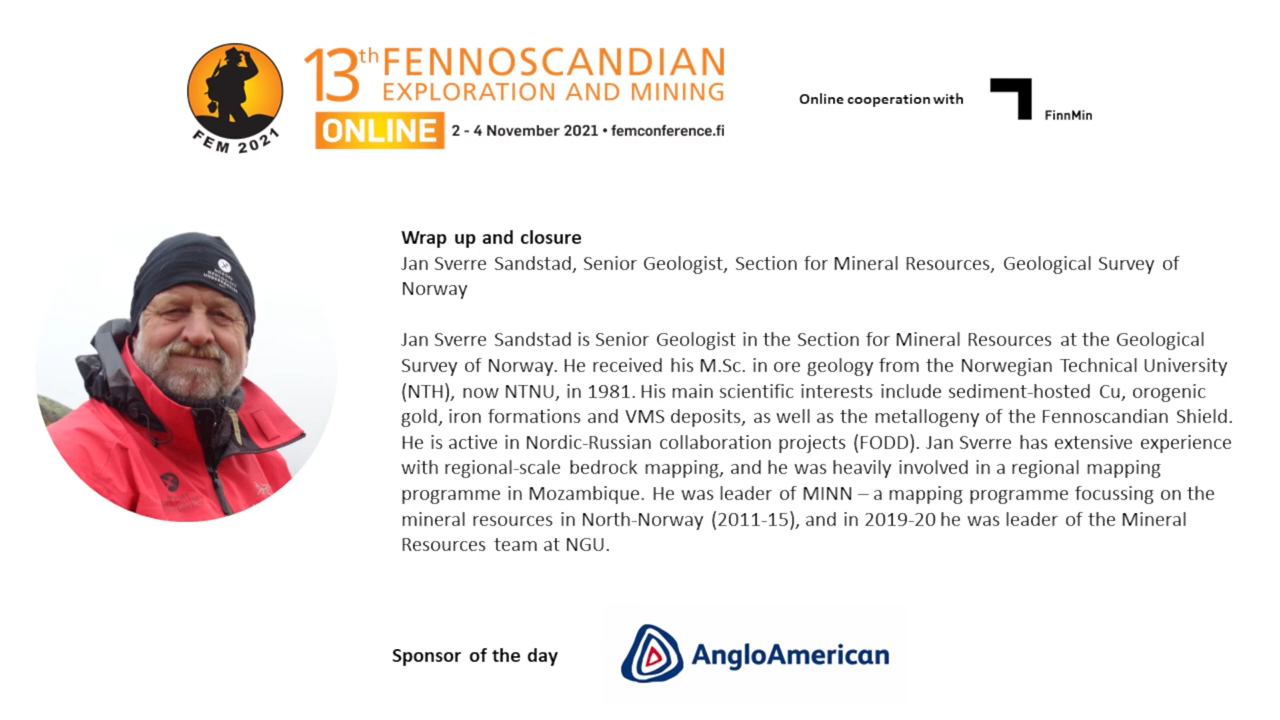 13th FENNOSCANDIAN
EXPLORATION AND MINING
ONLINE 2 - 4 November 2021 • femconference.fi
FEM 2021
Online cooperation with
FinnMin
Wrap up and closure
Jan Sverre Sandstad, Senior Geologist, Section for Mineral Resources, Geological Survey of
Norway
Jan Sverre Sandstad is Senior Geologist in the Section for Mineral Resources at the Geological
Survey of Norway. He received his M.Sc. in ore geology from the Norwegian Technical University
(NTH), now NTNU, in 1981. His main scientific interests include sediment-hosted Cu, orogenic
gold, iron formations and VMS deposits, as well as the metallogeny of the Fennoscandian Shield.
He is active in Nordic-Russian collaboration projects (FODD). Jan Sverre has extensive experience
with regional-scale bedrock mapping, and he was heavily involved in a regional mapping
programme in Mozambique. He was leader of MINN – a mapping programme focussing on the
mineral resources in North-Norway (2011-15), and in 2019-20 he was leader of the Mineral
Resources team at NGU.
Sponsor of the day
AngloAmerican